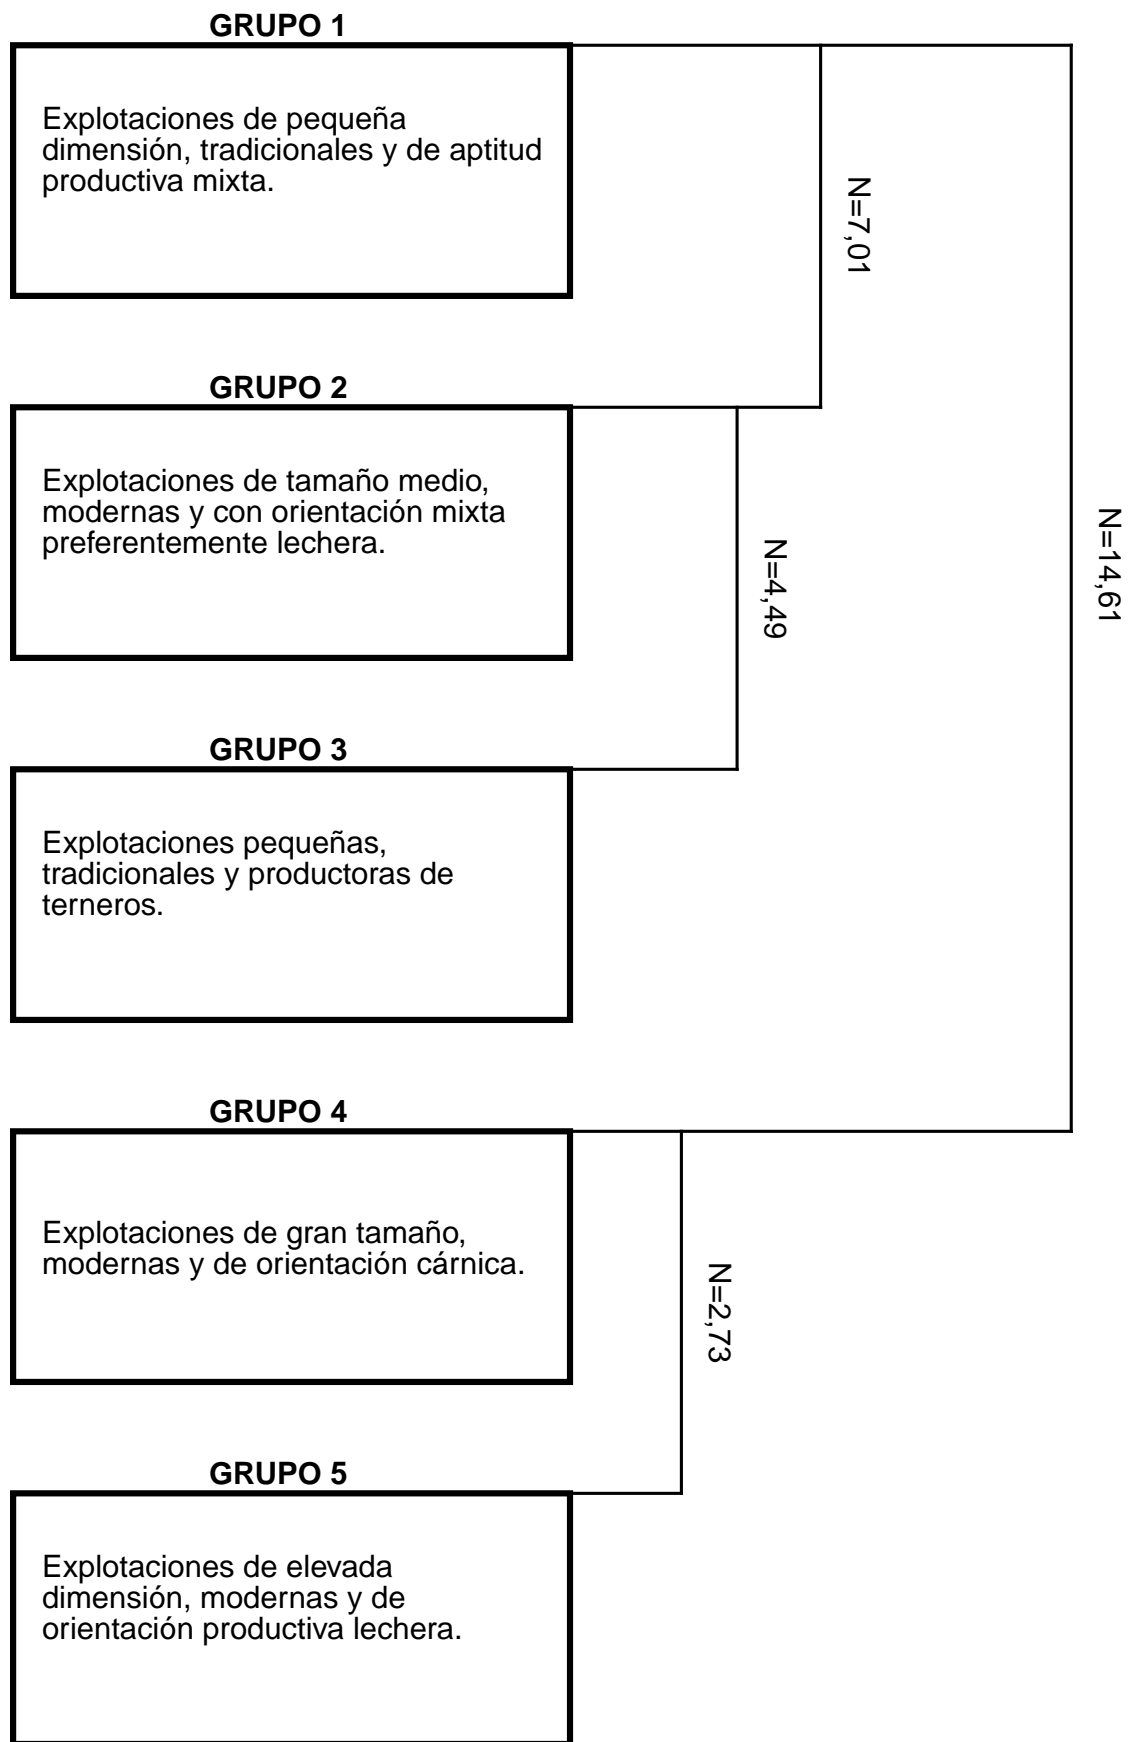 GRUPO 1
Explotaciones de pequeña
dimensión, tradicionales y de aptitud
productiva mixta.
N=7,01
GRUPO 2
Explotaciones de tamaño medio,
modernas y con orientación mixta
preferentemente lechera.
N=4,49
N=14,61
GRUPO 3
Explotaciones pequeñas,
tradicionales y productoras de
terneros.
GRUPO 4
Explotaciones de gran tamaño,
modernas y de orientación cárnica.
N=2,73
GRUPO 5
Explotaciones de elevada
dimensión, modernas y de
orientación productiva lechera.